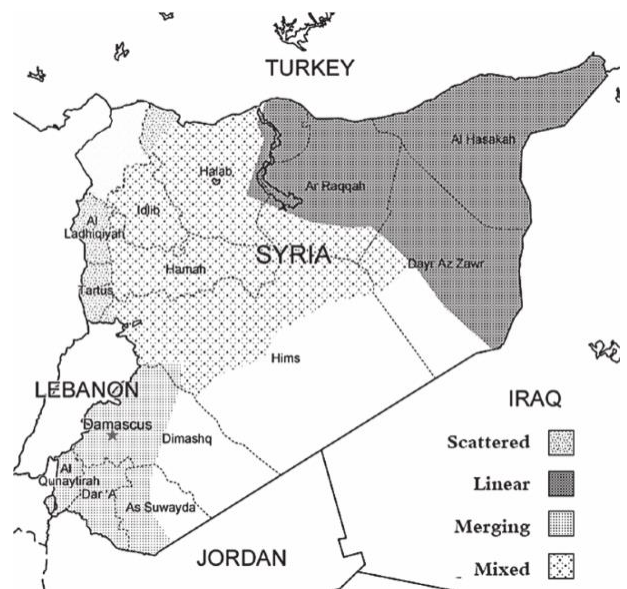 TURKEY
Al Hasakah
Halab
Ar Raqqah
Idlib
Al
Ladhiqiyah
SYRIA
Hamah
Dayr Az Zawr
Tartus
Hims
LEBANON
IRAQ
Damascus
Dimashq
Scattered
Al
Qunaytirah
Linear
Dar 'A
As Suwayda
Merging
JORDAN
Mixed